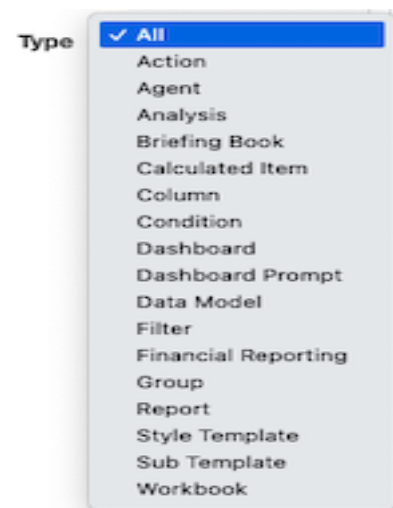 Type
✓ All
Action
Agent
Analysis
Briefing Book
Calculated Item
Column
Condition
Dashboard
Dashboard Prompt
Data Model
Filter
Financial Reporting
Group
Report
Style Template
Sub Template
Workbook